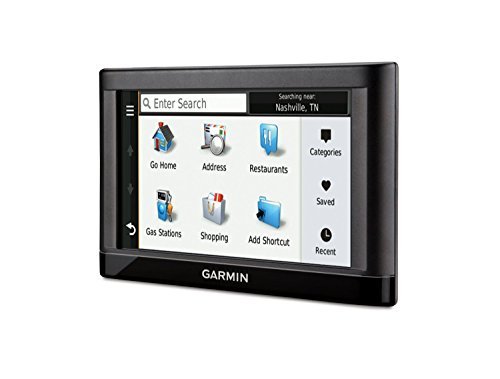 Enter Search
Searching near:
Nashville, TN
Go Home
Address
Restaurants
Categories
Gas Stations
Shopping
Add Shortcut
Saved
Recent
GARMIN